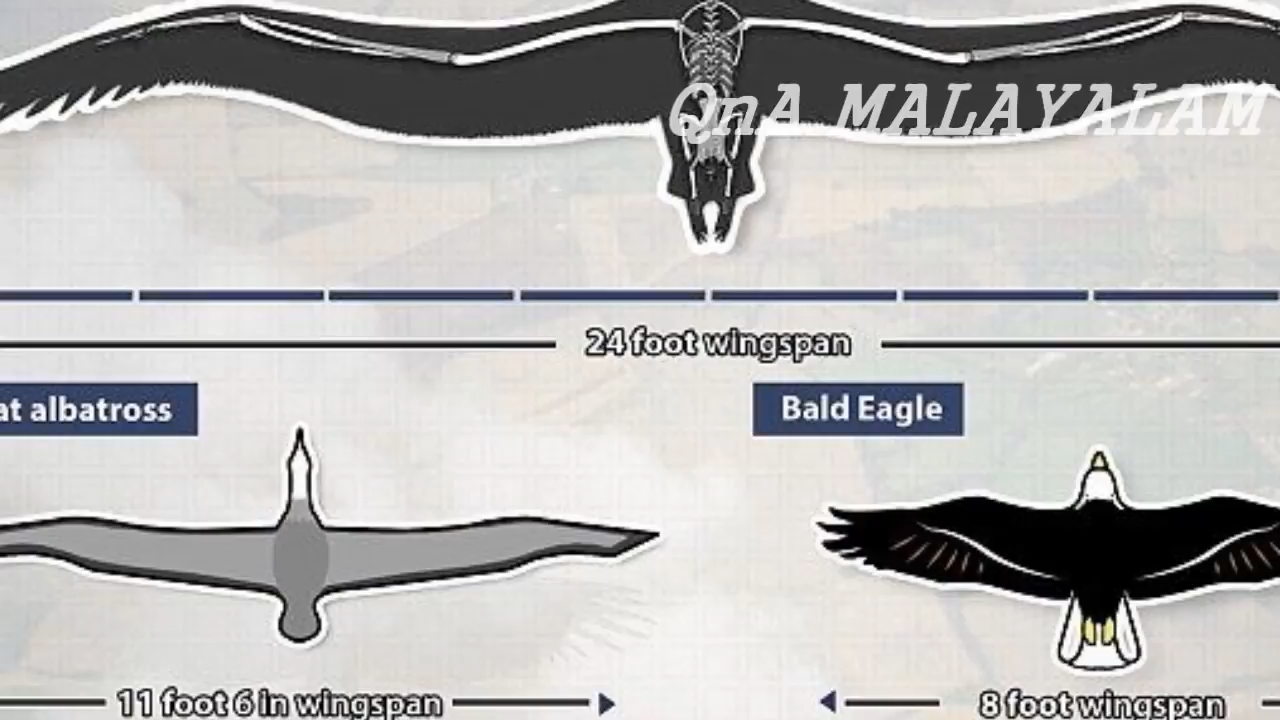 QnA MALAYALAM
24 foot wingspan
at albatross
Bald Eagle
11 foot 6 in wingspan
8 foot wingspan